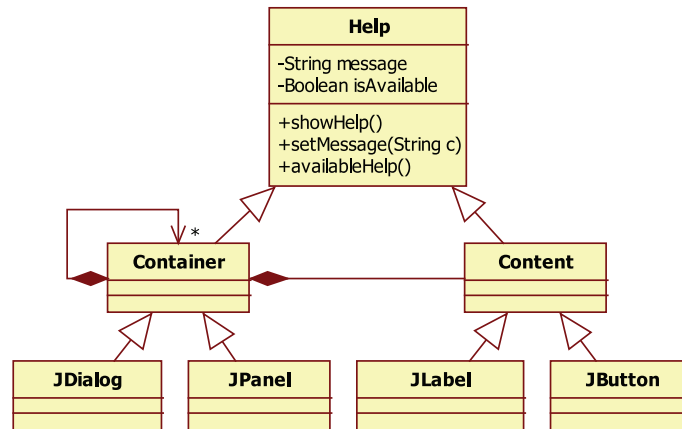 Help
-String message
-Boolean isAvailable
+showHelp()
+setMessage(String c)
+availableHelp()
*
Container
Content
JDialog
JPanel
JLabel
JButton